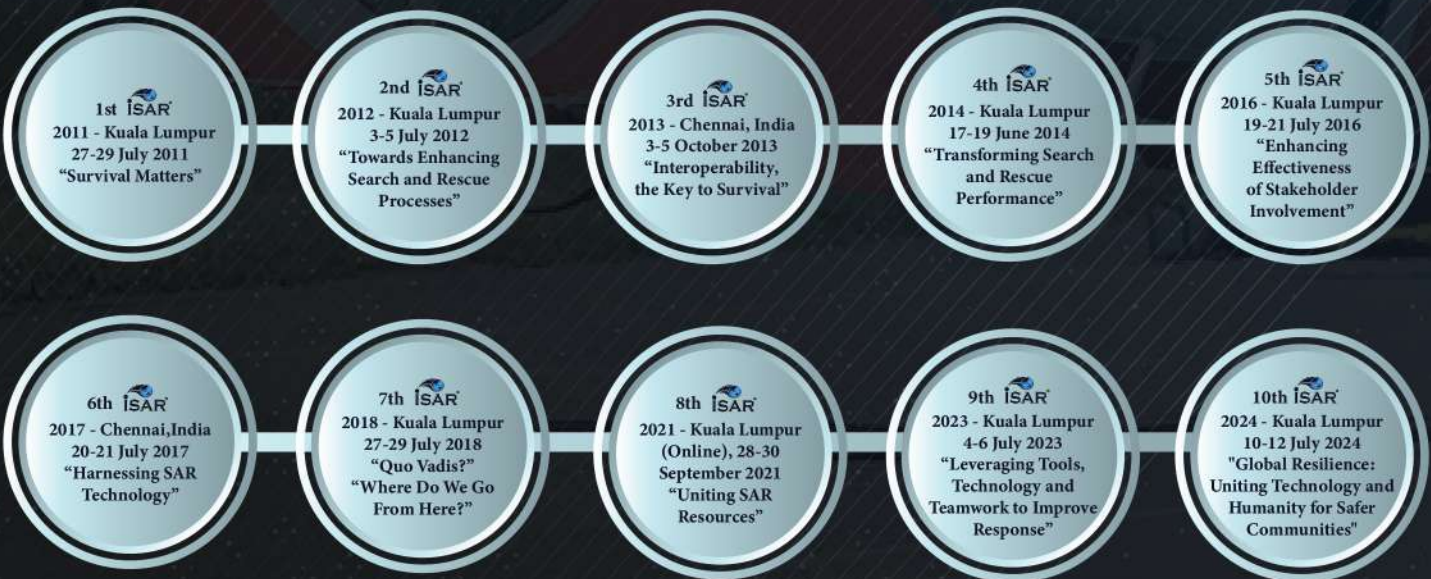 1st iSAR
2011 - Kuala Lumpur
27-29 July 2011
“Survival Matters”
2nd iSAR
2012 - Kuala Lumpur
3-5 July 2012
“Towards Enhancing
Search and Rescue
Processes”
3rd iSAR
2013 - Chennai, India
3-5 October 2013
“Interoperability,
the Key to Survival”
4th iSAR
2014 - Kuala Lumpur
17-19 June 2014
“Transforming Search
and Rescue
Performance”
5th iSAR
2016 - Kuala Lumpur
19-21 July 2016
“Enhancing
Effectiveness
of Stakeholder
Involvement”
6th iSAR
2017 - Chennai,India
20-21 July 2017
“Harnessing SAR
Technology”
7th iSAR
2018 - Kuala Lumpur
27-29 July 2018
“Quo Vadis?”
“Where Do We Go
From Here?”
8th iSAR
2021 - Kuala Lumpur
(Online), 28-30
September 2021
“Uniting SAR
Resources”
9th iSAR
2023 - Kuala Lumpur
4-6 July 2023
“Leveraging Tools,
Technology and
Teamwork to Improve
Response”
10th iSAR
2024 - Kuala Lumpur
10-12 July 2024
"Global Resilience:
Uniting Technology and
Humanity for Safer
Communities"